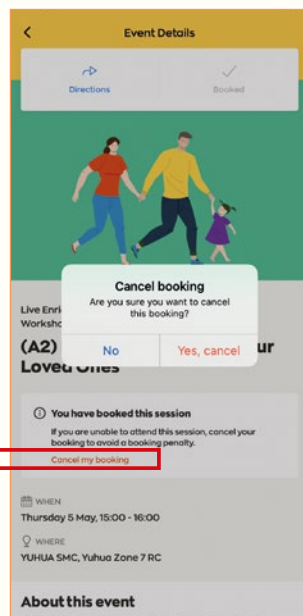 Event Details
Directions
Booked
Cancel booking
Are you sure you want to cancel
this booking?
No
Yes, cancel
Live
(A2)
Loved Ones
You have booked this session
If you are unable to attend this session, cancel your
booking to avoid a booking penalty.
Cancel my booking
WHEN
Thursday 5 May, 15:00 - 16:00
WHERE
YUHUA SMC, Yuhua Zone 7 RC
About this event